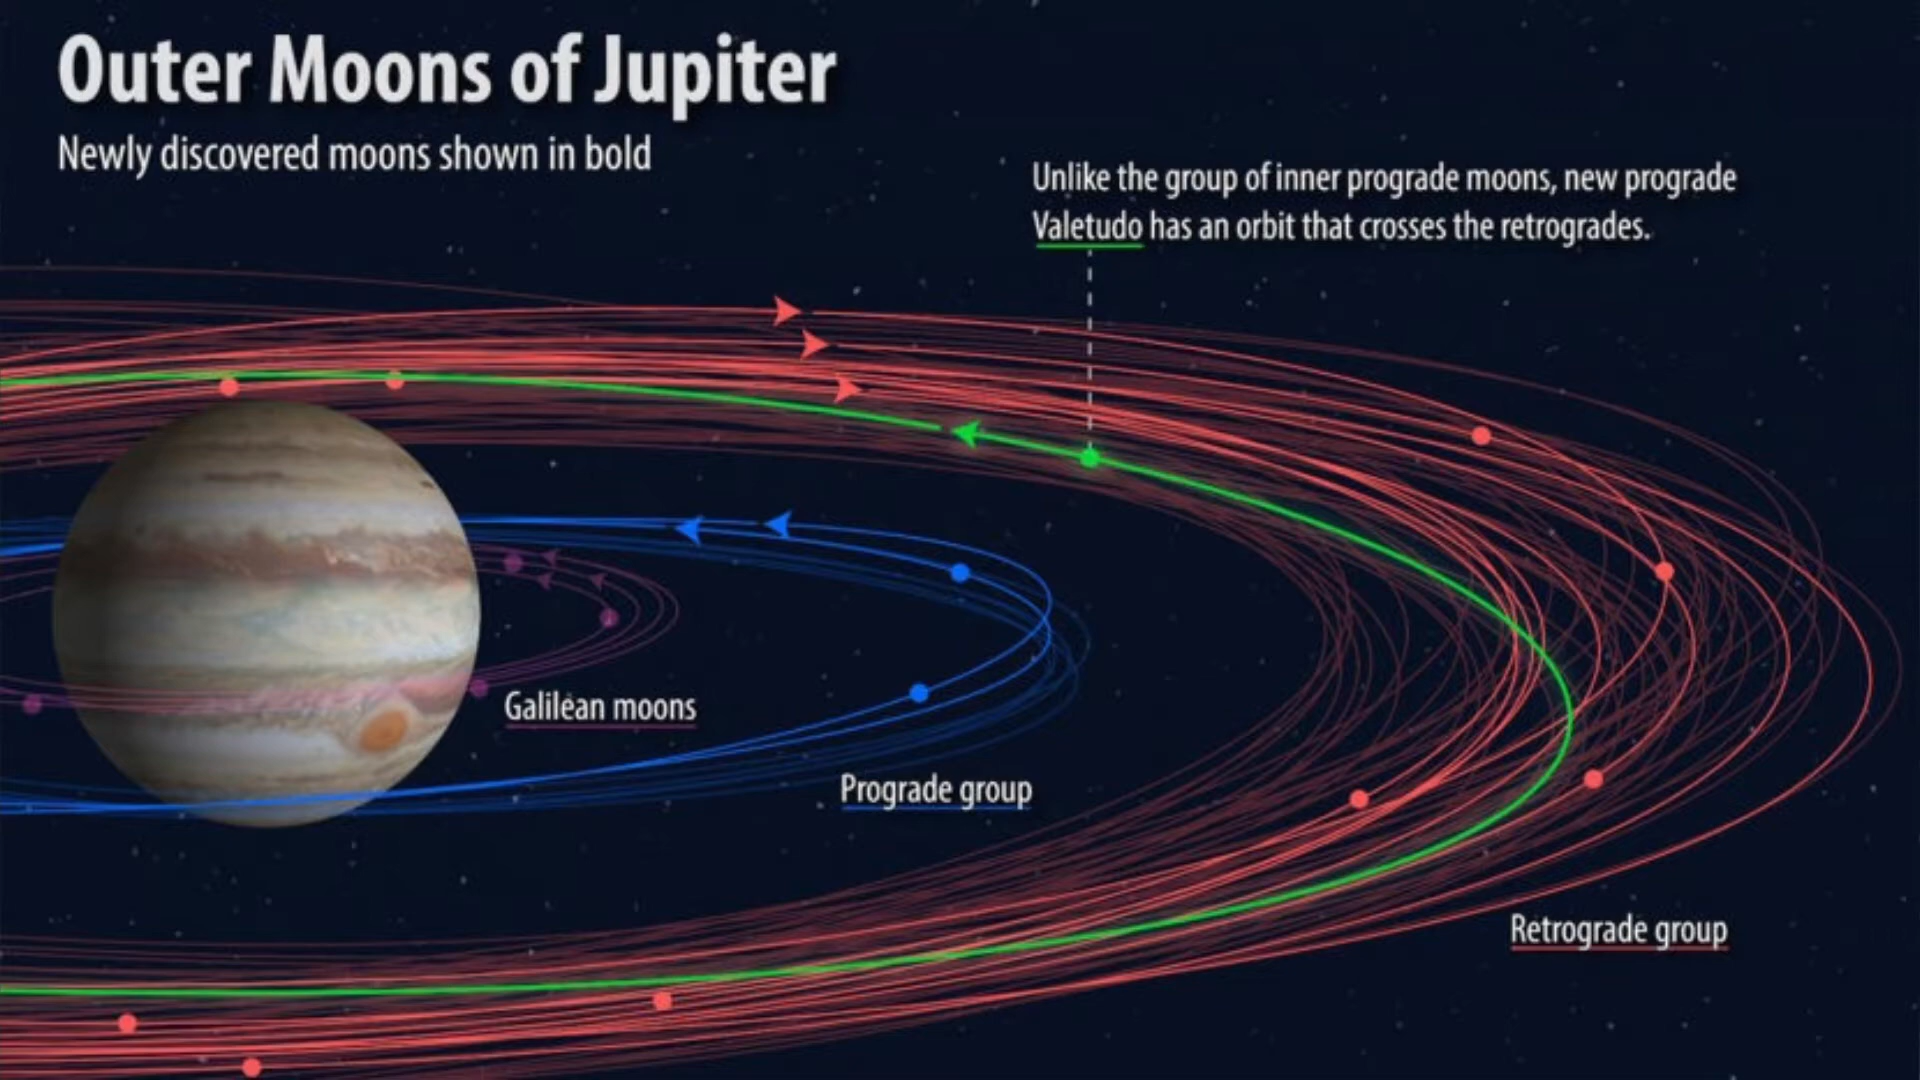 Outer Moons of Jupiter
Newly discovered moons shown in bold
Unlike the group of inner prograde moons, new prograde
Valetudo has an orbit that crosses the retrogrades.
Galilean moons
Prograde group
Retrograde group